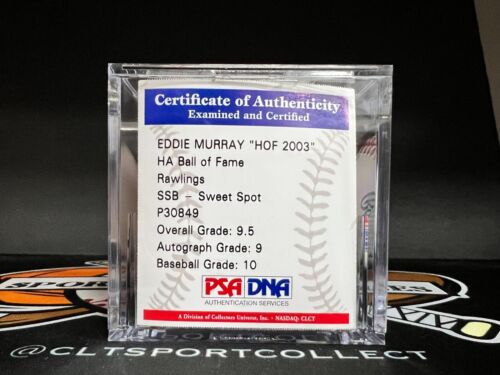 Certificate of Authenticity
Examined and Certified
EDDIE MURRAY "HOF 2003"
HA Ball of Fame
Rawlings
SSB – Sweet Spot
P30849
Overall Grade: 9.5
Autograph Grade: 9
Baseball Grade: 10
PSA DNA
AUTHENTICATION SERVICES
A Division of Collectors Universe, Inc. - NASDAQ: CLCT
@CLTSPORTCOLLECT